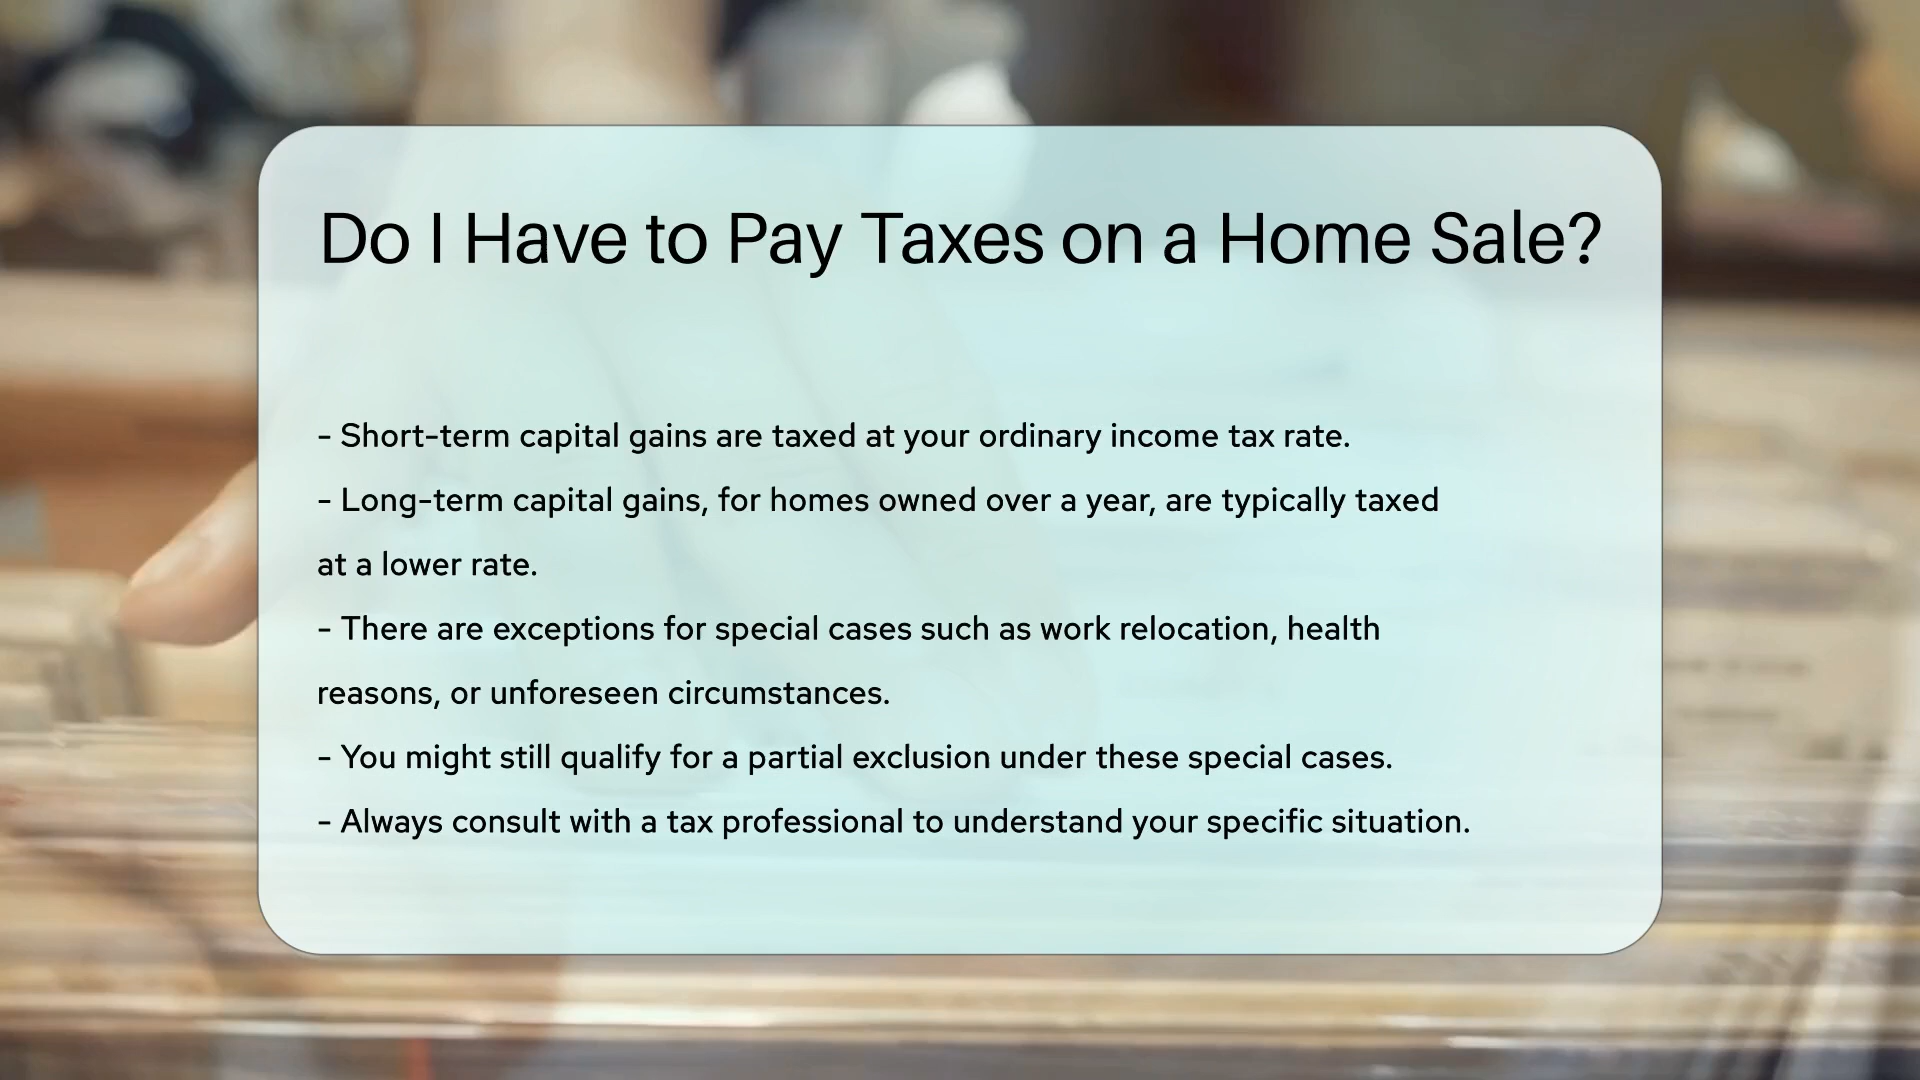 Do I Have to Pay Taxes on a Home Sale?
- Short-term capital gains are taxed at your ordinary income tax rate.
- Long-term capital gains, for homes owned over a year, are typically taxed
at a lower rate.
- There are exceptions for special cases such as work relocation, health
reasons, or unforeseen circumstances.
- You might still qualify for a partial exclusion under these special cases.
- Always consult with a tax professional to understand your specific situation.